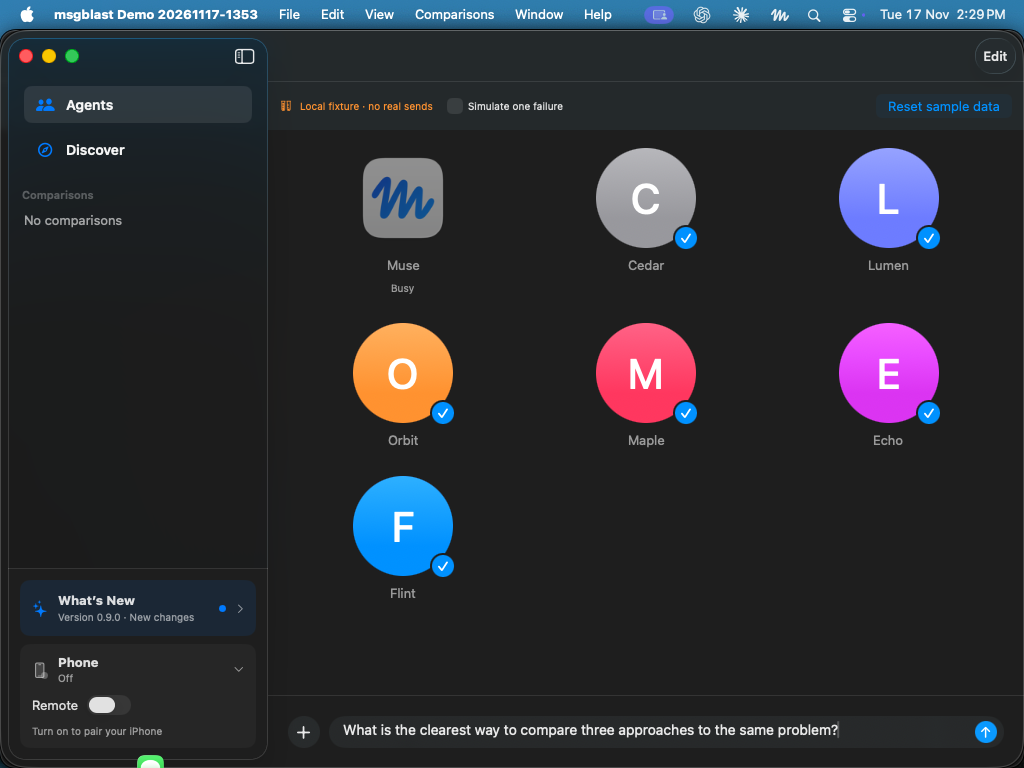 msgblast Demo 20261117-1353 File Edit View Comparisons Window Help Tue 17 Nov 2:29 PM
Edit
Agents
Local fixture · no real sends Simulate one failure Reset sample data
Discover
Comparisons
No comparisons
Muse
Busy
C
Cedar
L
Lumen
O
Orbit
M
Maple
E
Echo
F
Flint
What's New
Version 0.9.0 · New changes
Phone
Off
Remote
Turn on to pair your iPhone
What is the clearest way to compare three approaches to the same problem?